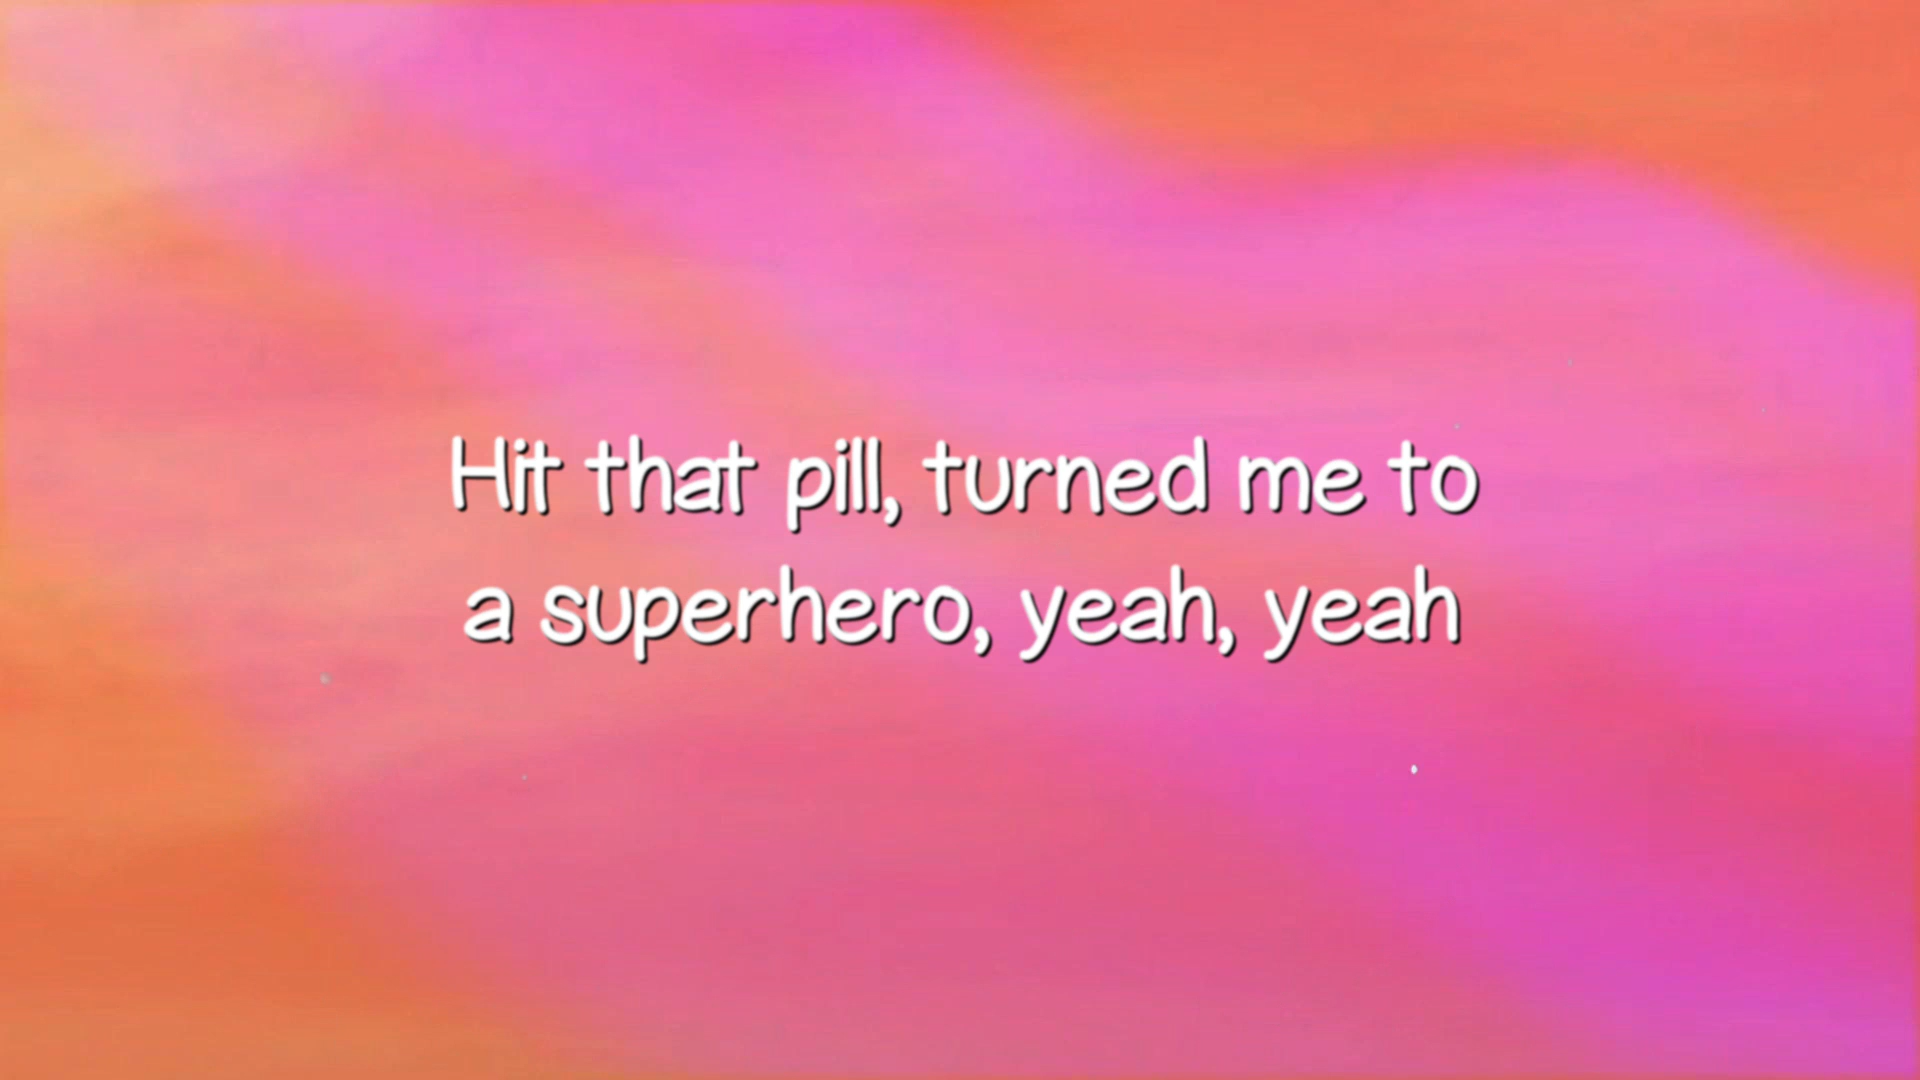 Hit that pill, turned me to
a superhero, yeah, yeah